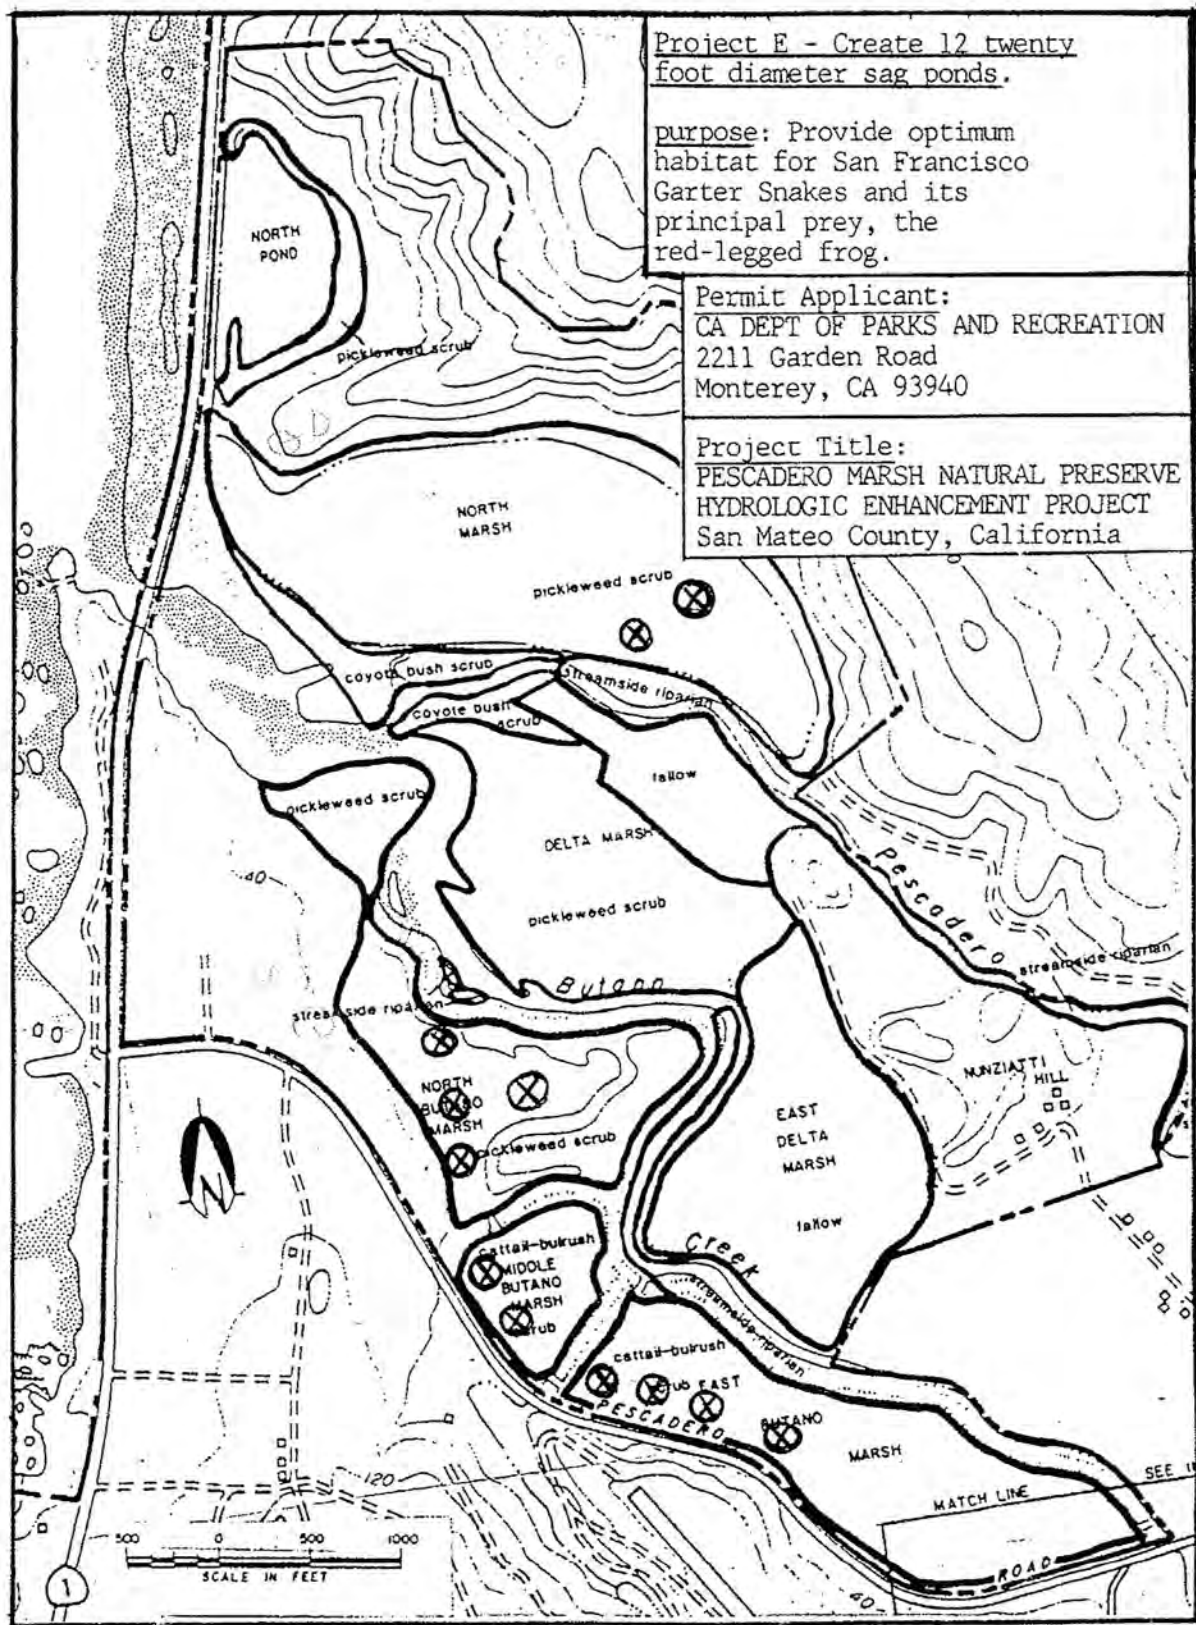 Project E - Create 12 twenty
foot diameter sag ponds.
purpose: Provide optimum
habitat for San Francisco
Garter Snakes and its
principal prey, the
red-legged frog.
Permit Applicant:
CA DEPT OF PARKS AND RECREATION
2211 Garden Road
Monterey, CA 93940
Project Title:
PESCADERO MARSH NATURAL PRESERVE
HYDROLOGIC ENHANCEMENT PROJECT
San Mateo County, California
NORTH
POND
pickleweed scrub
NORTH
MARSH
pickleweed scrub
coyote bush scrub
streamside riparian
coyote bush
scrub
fallow
pickleweed scrub
DELTA MARSH
Pescadero
40
pickleweed scrub
streamside riparian
Butano
streamside riparian
NUNZIATTI
HILL
NORTH
BUTANO
MARSH
EAST
DELTA
MARSH
pickleweed scrub
N
fallow
cattail-bulrush
Creek
MIDDLE
BUTANO
MARSH
scrub
streamside riparian
cattail-bulrush
EAST
PESCADERO
BUTANO
MARSH
120
SEE
MATCH LINE
500 0 500 1000
SCALE IN FEET
ROAD
1
40